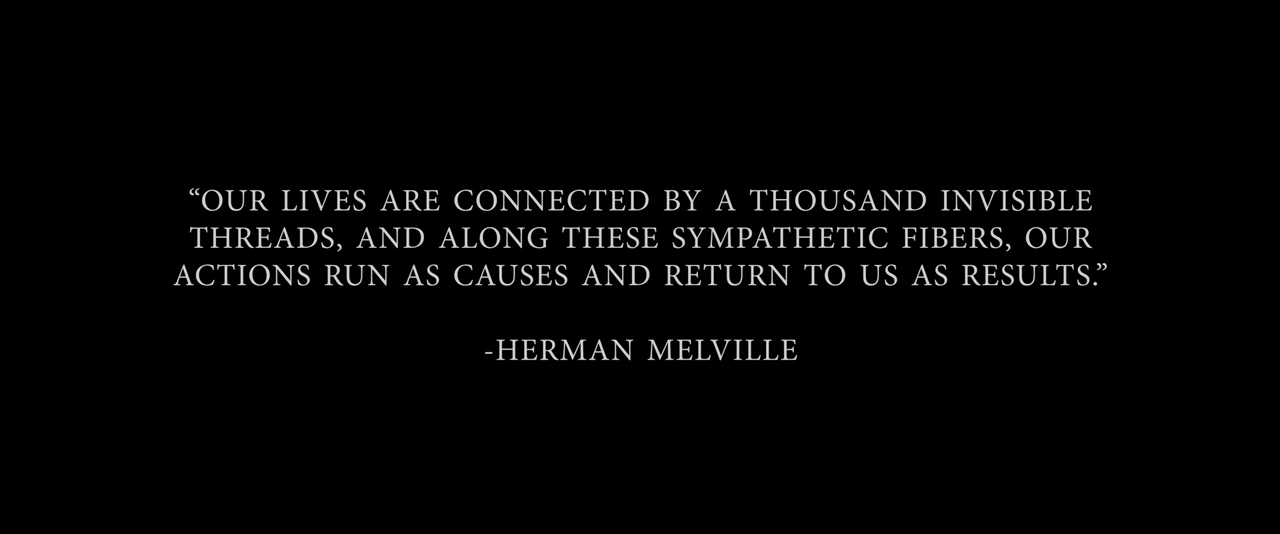 “OUR LIVES ARE CONNECTED BY A THOUSAND INVISIBLE
THREADS, AND ALONG THESE SYMPATHETIC FIBERS, OUR
ACTIONS RUN AS CAUSES AND RETURN TO US AS RESULTS.”
-HERMAN MELVILLE